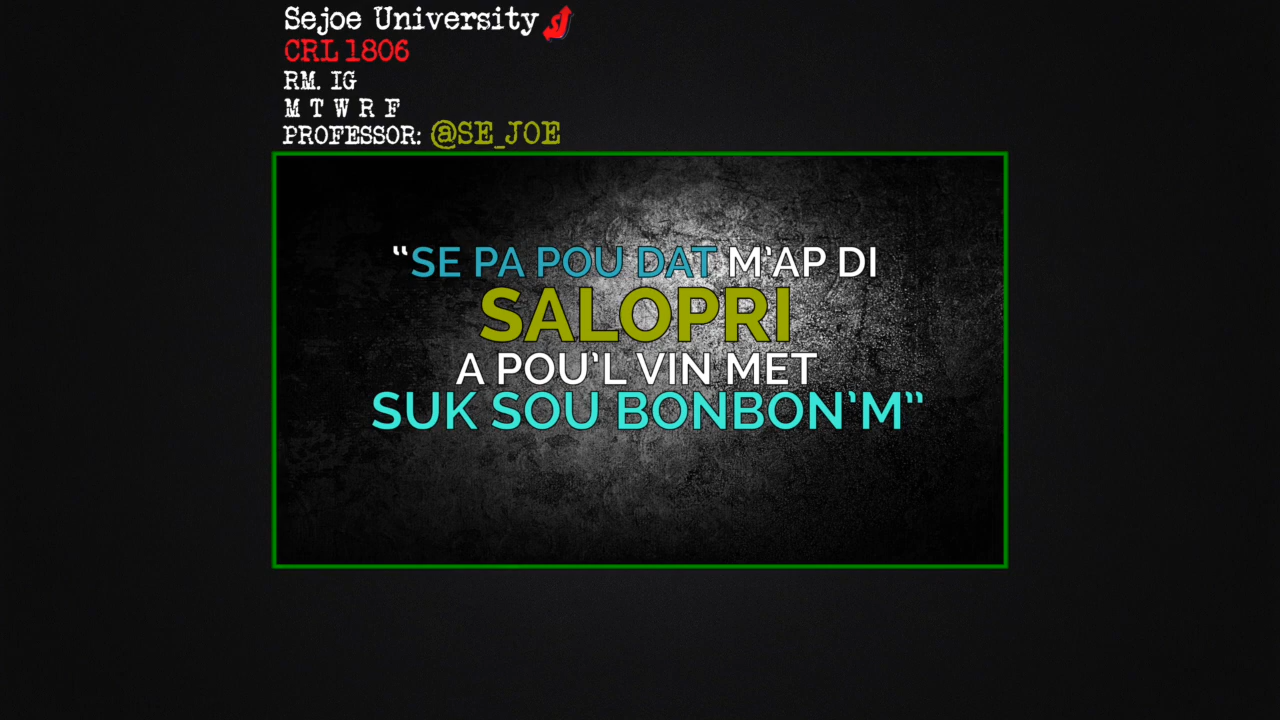 Sejoe University SJ
CRL 1806
RM. IG
M T W R F
PROFESSOR: @SE_JOE
“SE PA POU DAT M'AP DI
SALOPRI
A POU'L VIN MET
SUK SOU BONBON'M”